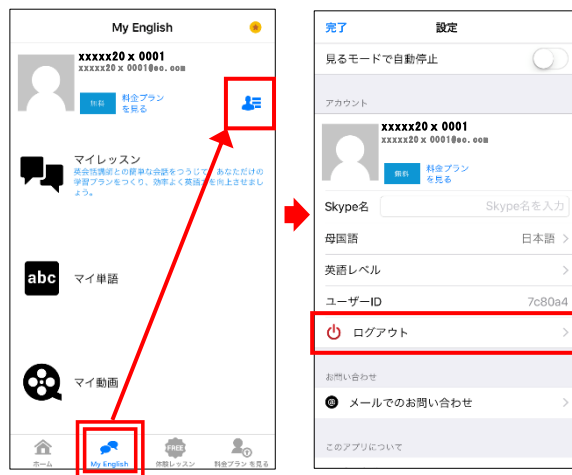 My English
xxxxx20 x 0001
xxxxx20 x 0001@eo.com
無料
料金プラン
を見る
マイレッスン
英会話講師との簡単な会話をつうじて、あなただけの
学習プランをつくり、効率よく英語力を向上させまし
ょう。
abc
マイ単語
マイ動画
ホーム
My English
FREE
体験レッスン
料金プランを見る
完了
設定
見るモードで自動停止
アカウント
xxxxx20 x 0001
xxxxx20 x 0001@eo.com
無料
料金プラン
を見る
Skype名
Skype名を入力
母国語
日本語
英語レベル
ユーザーID
7c80a4
ログアウト
お問い合わせ
@
メールでのお問い合わせ
このアプリについて